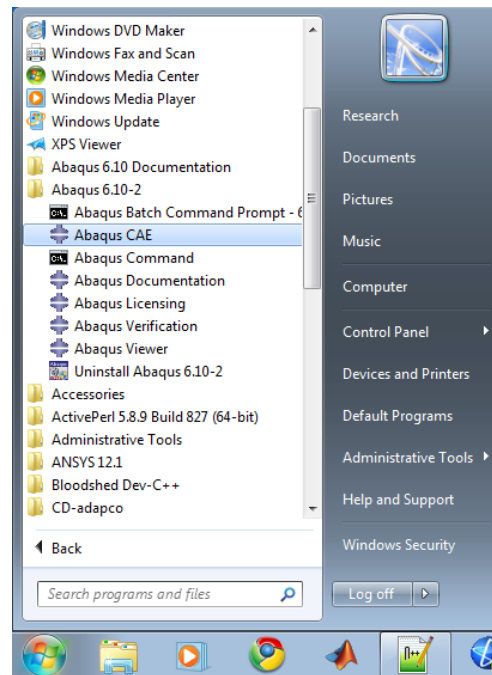 Windows DVD Maker
Windows Fax and Scan
Windows Media Center
Windows Media Player
Windows Update
XPS Viewer
Abaqus 6.10 Documentation
Abaqus 6.10-2
Abaqus Batch Command Prompt - 6
Abaqus CAE
Abaqus Command
Abaqus Documentation
Abaqus Licensing
Abaqus Verification
Abaqus Viewer
Uninstall Abaqus 6.10-2
Accessories
ActivePerl 5.8.9 Build 827 (64-bit)
Administrative Tools
ANSYS 12.1
Bloodshed Dev-C++
CD-adapco
Back
Search programs and files
Research
Documents
Pictures
Music
Computer
Control Panel
Devices and Printers
Default Programs
Administrative Tools
Help and Support
Windows Security
Log off